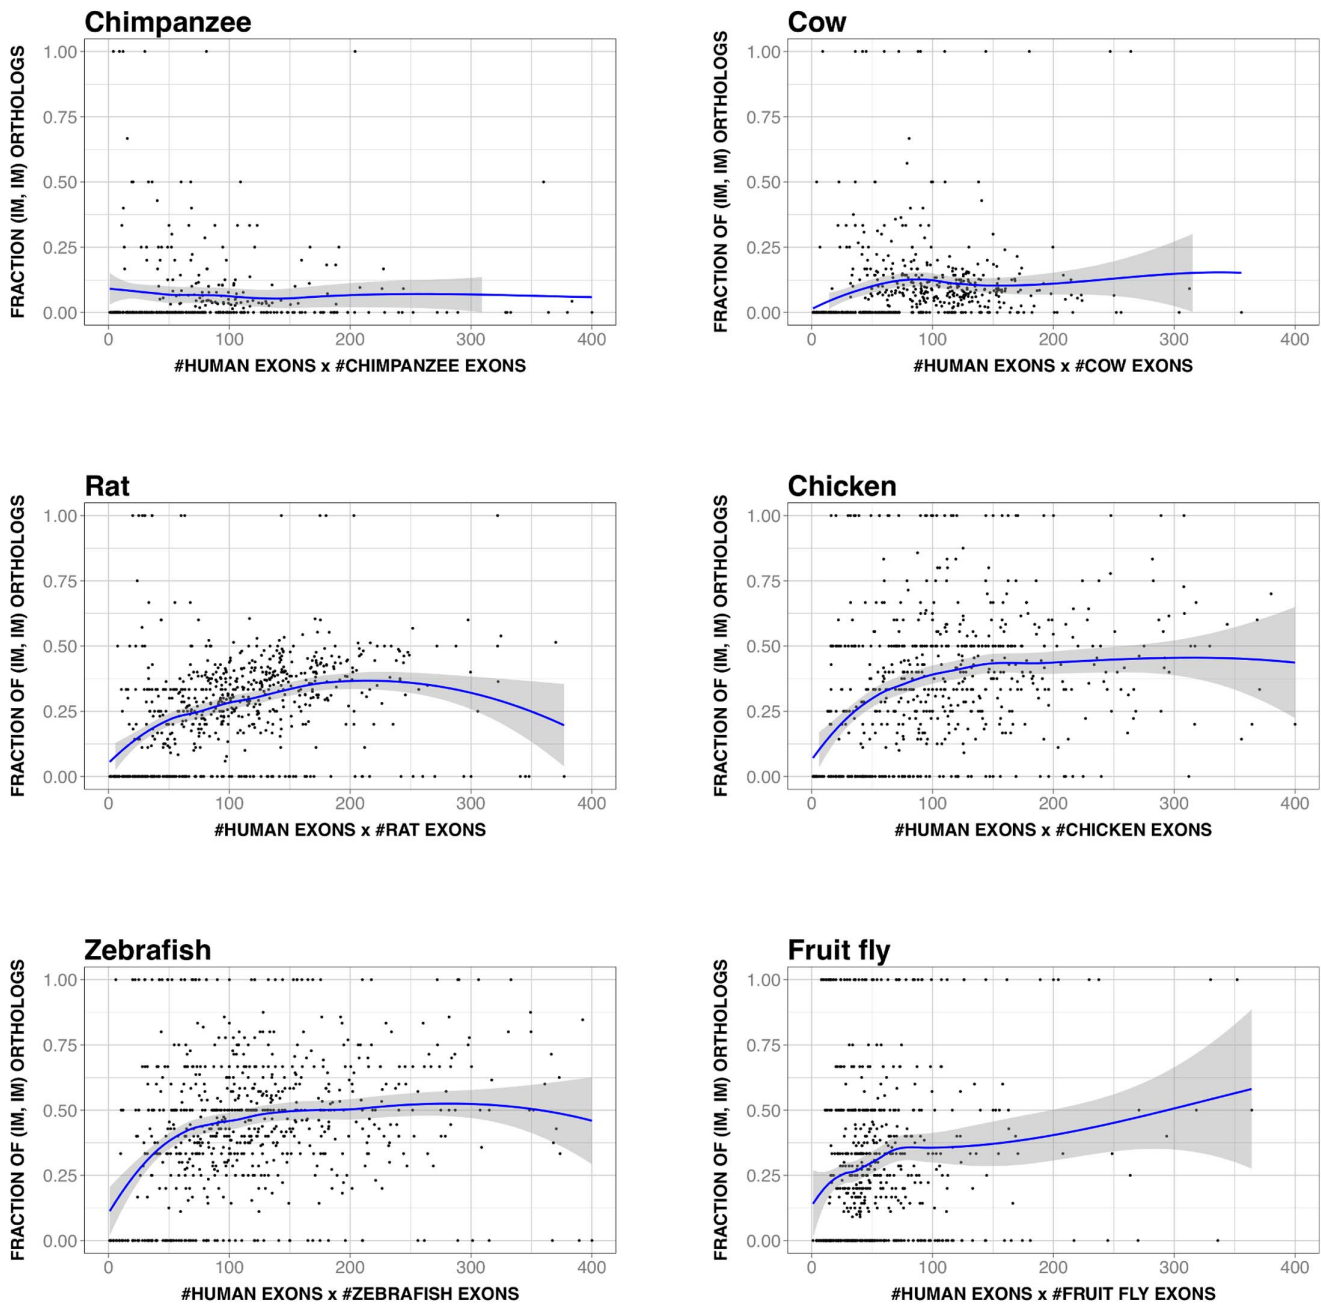 Chimpanzee
FRACTION (IM, IM) ORTHOLOGS
1.00
0.75
0.50
0.25
0.00
0 100 200 300 400
#HUMAN EXONS x #CHIMPANZEE EXONS
Cow
FRACTION OF (IM, IM) ORTHOLOGS
1.00
0.75
0.50
0.25
0.00
0 100 200 300 400
#HUMAN EXONS x #COW EXONS
Rat
FRACTION OF (IM, IM) ORTHOLOGS
1.00
0.75
0.50
0.25
0.00
0 100 200 300 400
#HUMAN EXONS x #RAT EXONS
Chicken
FRACTION OF (IM, IM) ORTHOLOGS
1.00
0.75
0.50
0.25
0.00
0 100 200 300 400
#HUMAN EXONS x #CHICKEN EXONS
Zebrafish
FRACTION OF (IM, IM) ORTHOLOGS
1.00
0.75
0.50
0.25
0.00
0 100 200 300 400
#HUMAN EXONS x #ZEBRAFISH EXONS
Fruit fly
FRACTION OF (IM, IM) ORTHOLOGS
1.00
0.75
0.50
0.25
0.00
0 100 200 300 400
#HUMAN EXONS x #FRUIT FLY EXONS